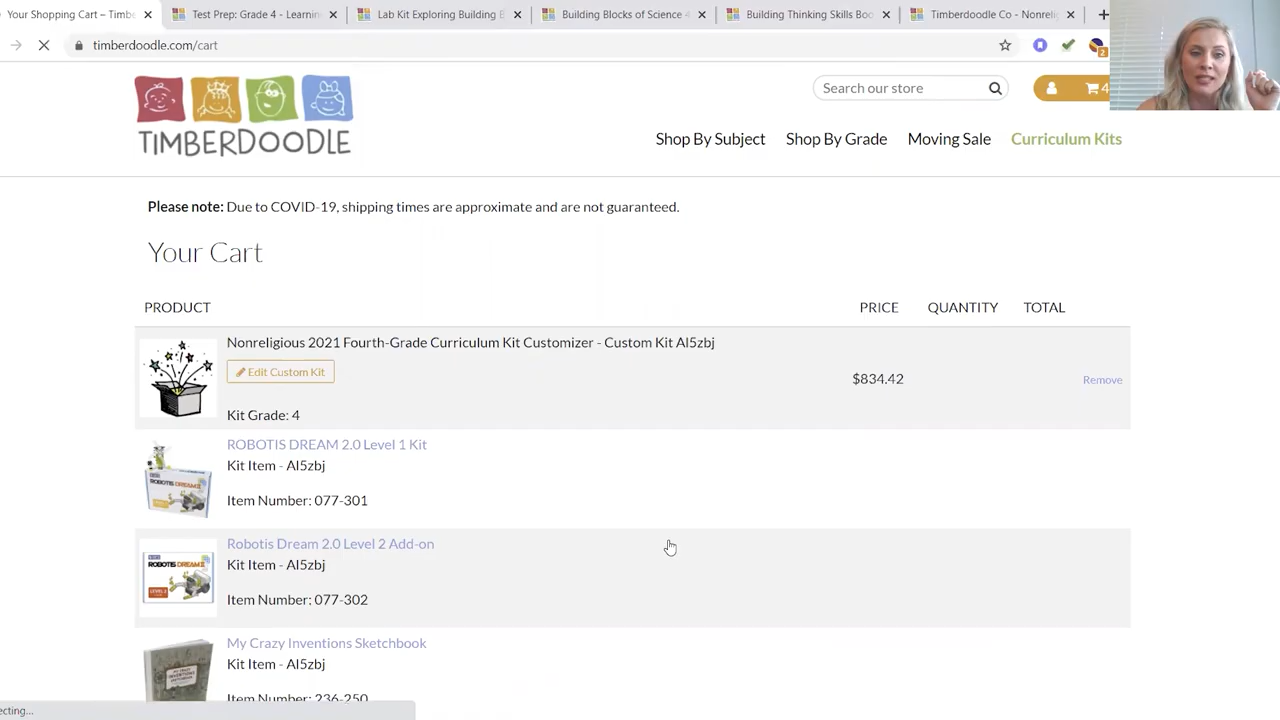 Your Shopping Cart – Timbe
Test Prep: Grade 4 - Learnin
Lab Kit Exploring Building B
Building Blocks of Science 4
Building Thinking Skills Boo
Timberdoodle Co - Nonreli
timberdoodle.com/cart
2
TIMBERDOODLE
Search our store
4
Shop By Subject Shop By Grade Moving Sale Curriculum Kits
Please note: Due to COVID-19, shipping times are approximate and are not guaranteed.
Your Cart
PRODUCT PRICE QUANTITY TOTAL
Nonreligious 2021 Fourth-Grade Curriculum Kit Customizer - Custom Kit AI5zbj
Edit Custom Kit
$834.42
Remove
Kit Grade: 4
ROBOTIS DREAM 2.0 Level 1 Kit
Kit Item - AI5zbj
Item Number: 077-301
Robotis Dream 2.0 Level 2 Add-on
Kit Item - AI5zbj
Item Number: 077-302
My Crazy Inventions Sketchbook
Kit Item - AI5zbj
Item Number: 236-250
ecting...